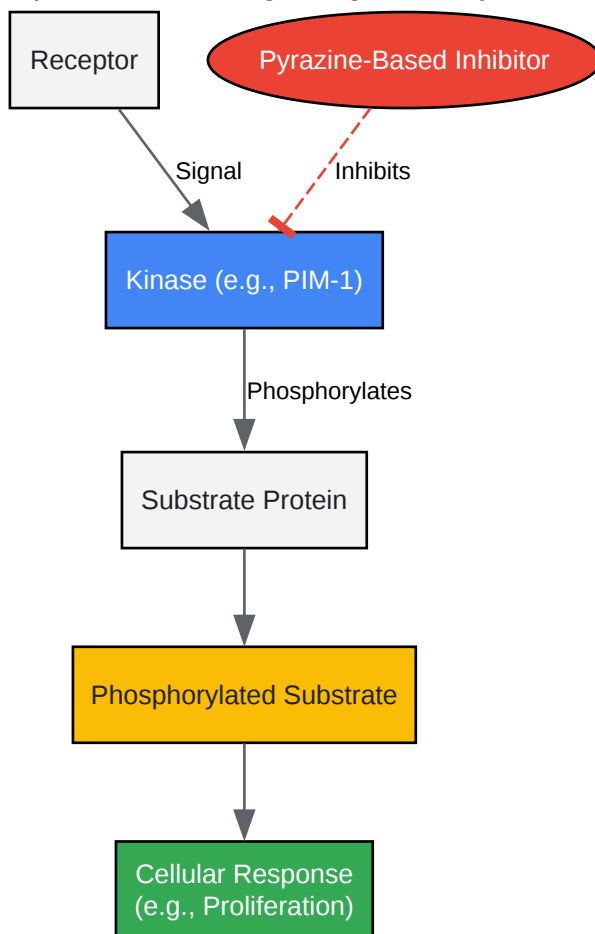 Receptor
Pyrazine-Based Inhibitor
Signal
Inhibits
Kinase (e.g., PIM-1)
Phosphorylates
Substrate Protein
Phosphorylated Substrate
Cellular Response
(e.g., Proliferation)